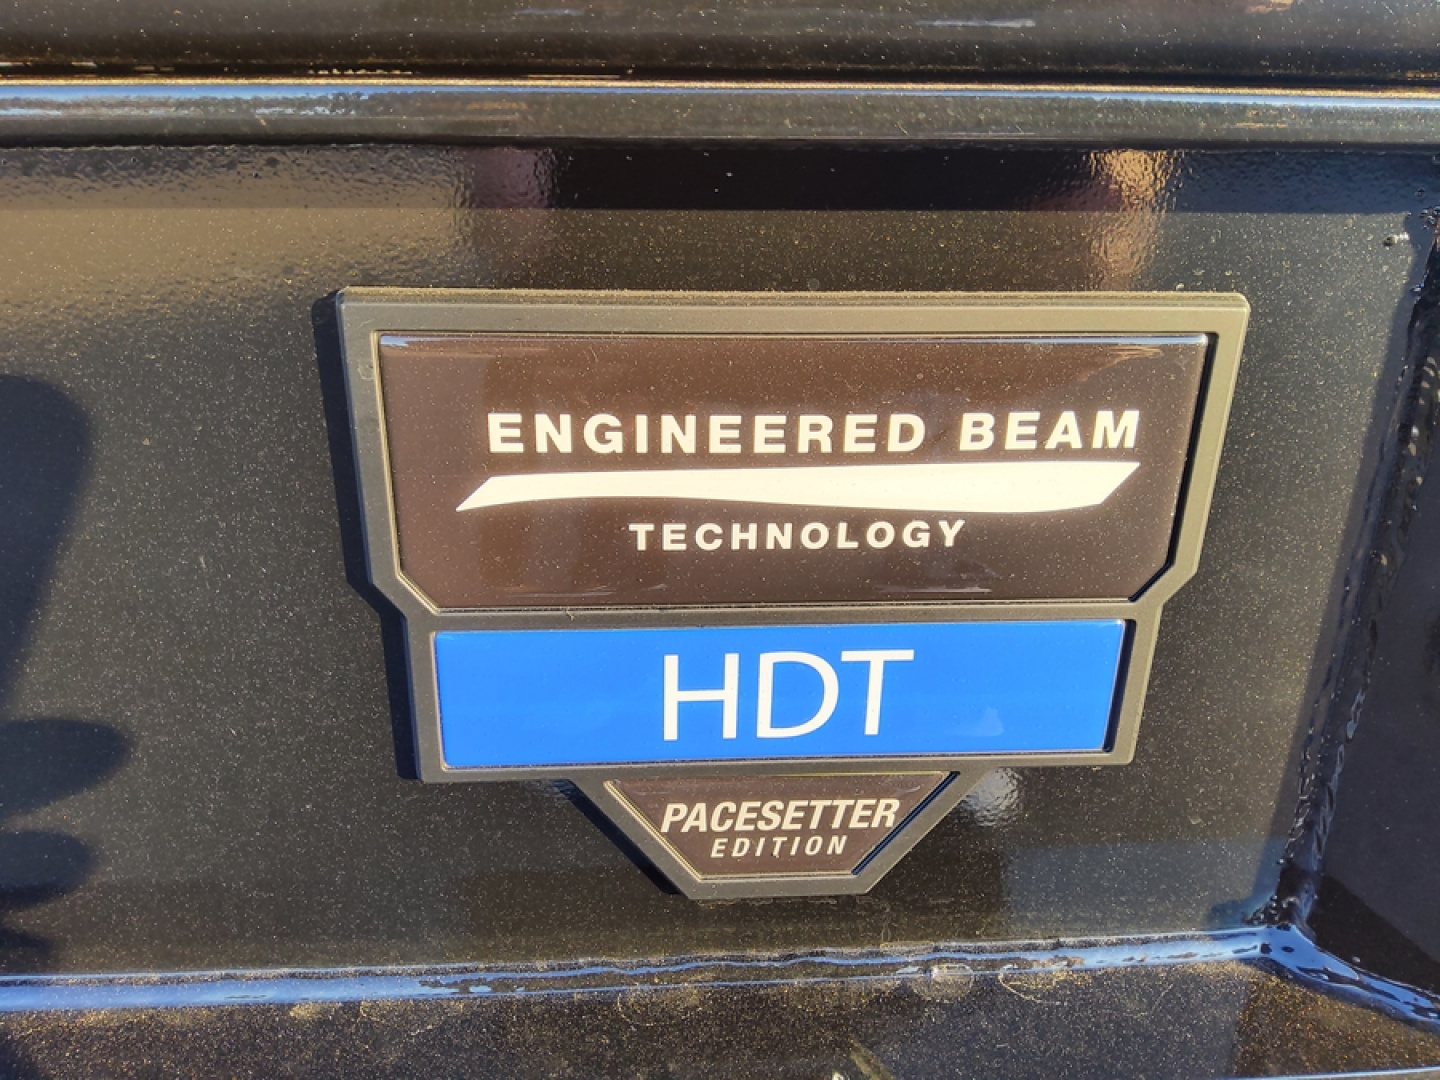 ENGINEERED BEAM
TECHNOLOGY
HDT
PACESETTER
EDITION